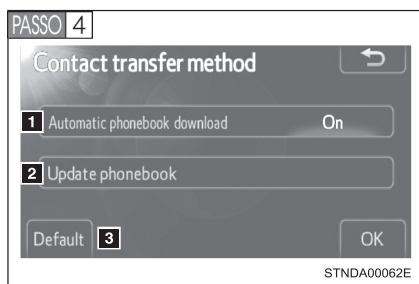 PASSO 4
Contact transfer method
1 Automatic phonebook download On
2 Update phonebook
Default 3 OK
STNDA00062E